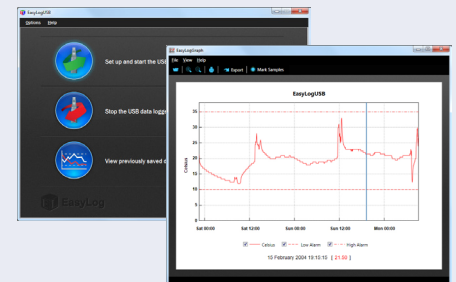 EasyLogUSB
Options Help
Set up and start the USB
Stop the USB data logge
View previously saved d
EasyLog
EasyLogGraph
File View Help
Export Mark Samples
EasyLogUSB
35
30
25
20
15
10
5
0
Celsius
Sat 00:00 Sat 12:00 Sun 00:00 Sun 12:00 Mon 00:00
Celsius Low Alarm High Alarm
15 February 2004 19:15:15 [ 21.50 ]